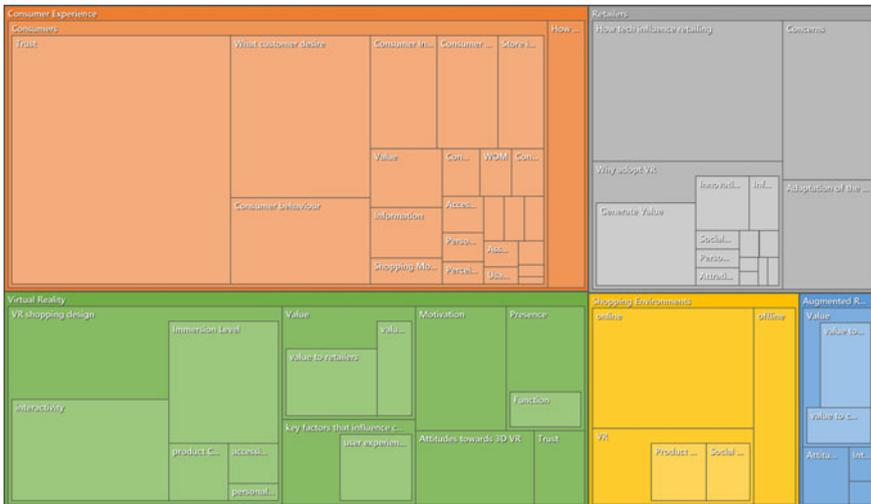 Consumer Experience
Consumers
Trust
What customer desire
Consumer In...
Consumer ...
Store i...
How ...
Value
Con...
WOM
Con...
Consumer behaviour
Information
Acces...
Perso...
Ass...
Shopping Mo...
Percei...
Usa...
Retailers
How tech influence retailing
Concerns
Why adopt VR
Innovati...
Inf...
Generate Value
Adaptation of the ...
Social...
Perso...
Attracti...
Virtual Reality
VR shopping design
Immersion Level
interactivity
product C...
accessi...
personal...
Value
valu...
value to retailers
key factors that influence c...
user experien...
Motivation
Presence
Function
Attitudes towards 3D VR
Trust
Shopping Environments
online
offline
VR
Product ...
Social ...
Augmented R...
Value
value to...
value to c...
Attitu...
Int...